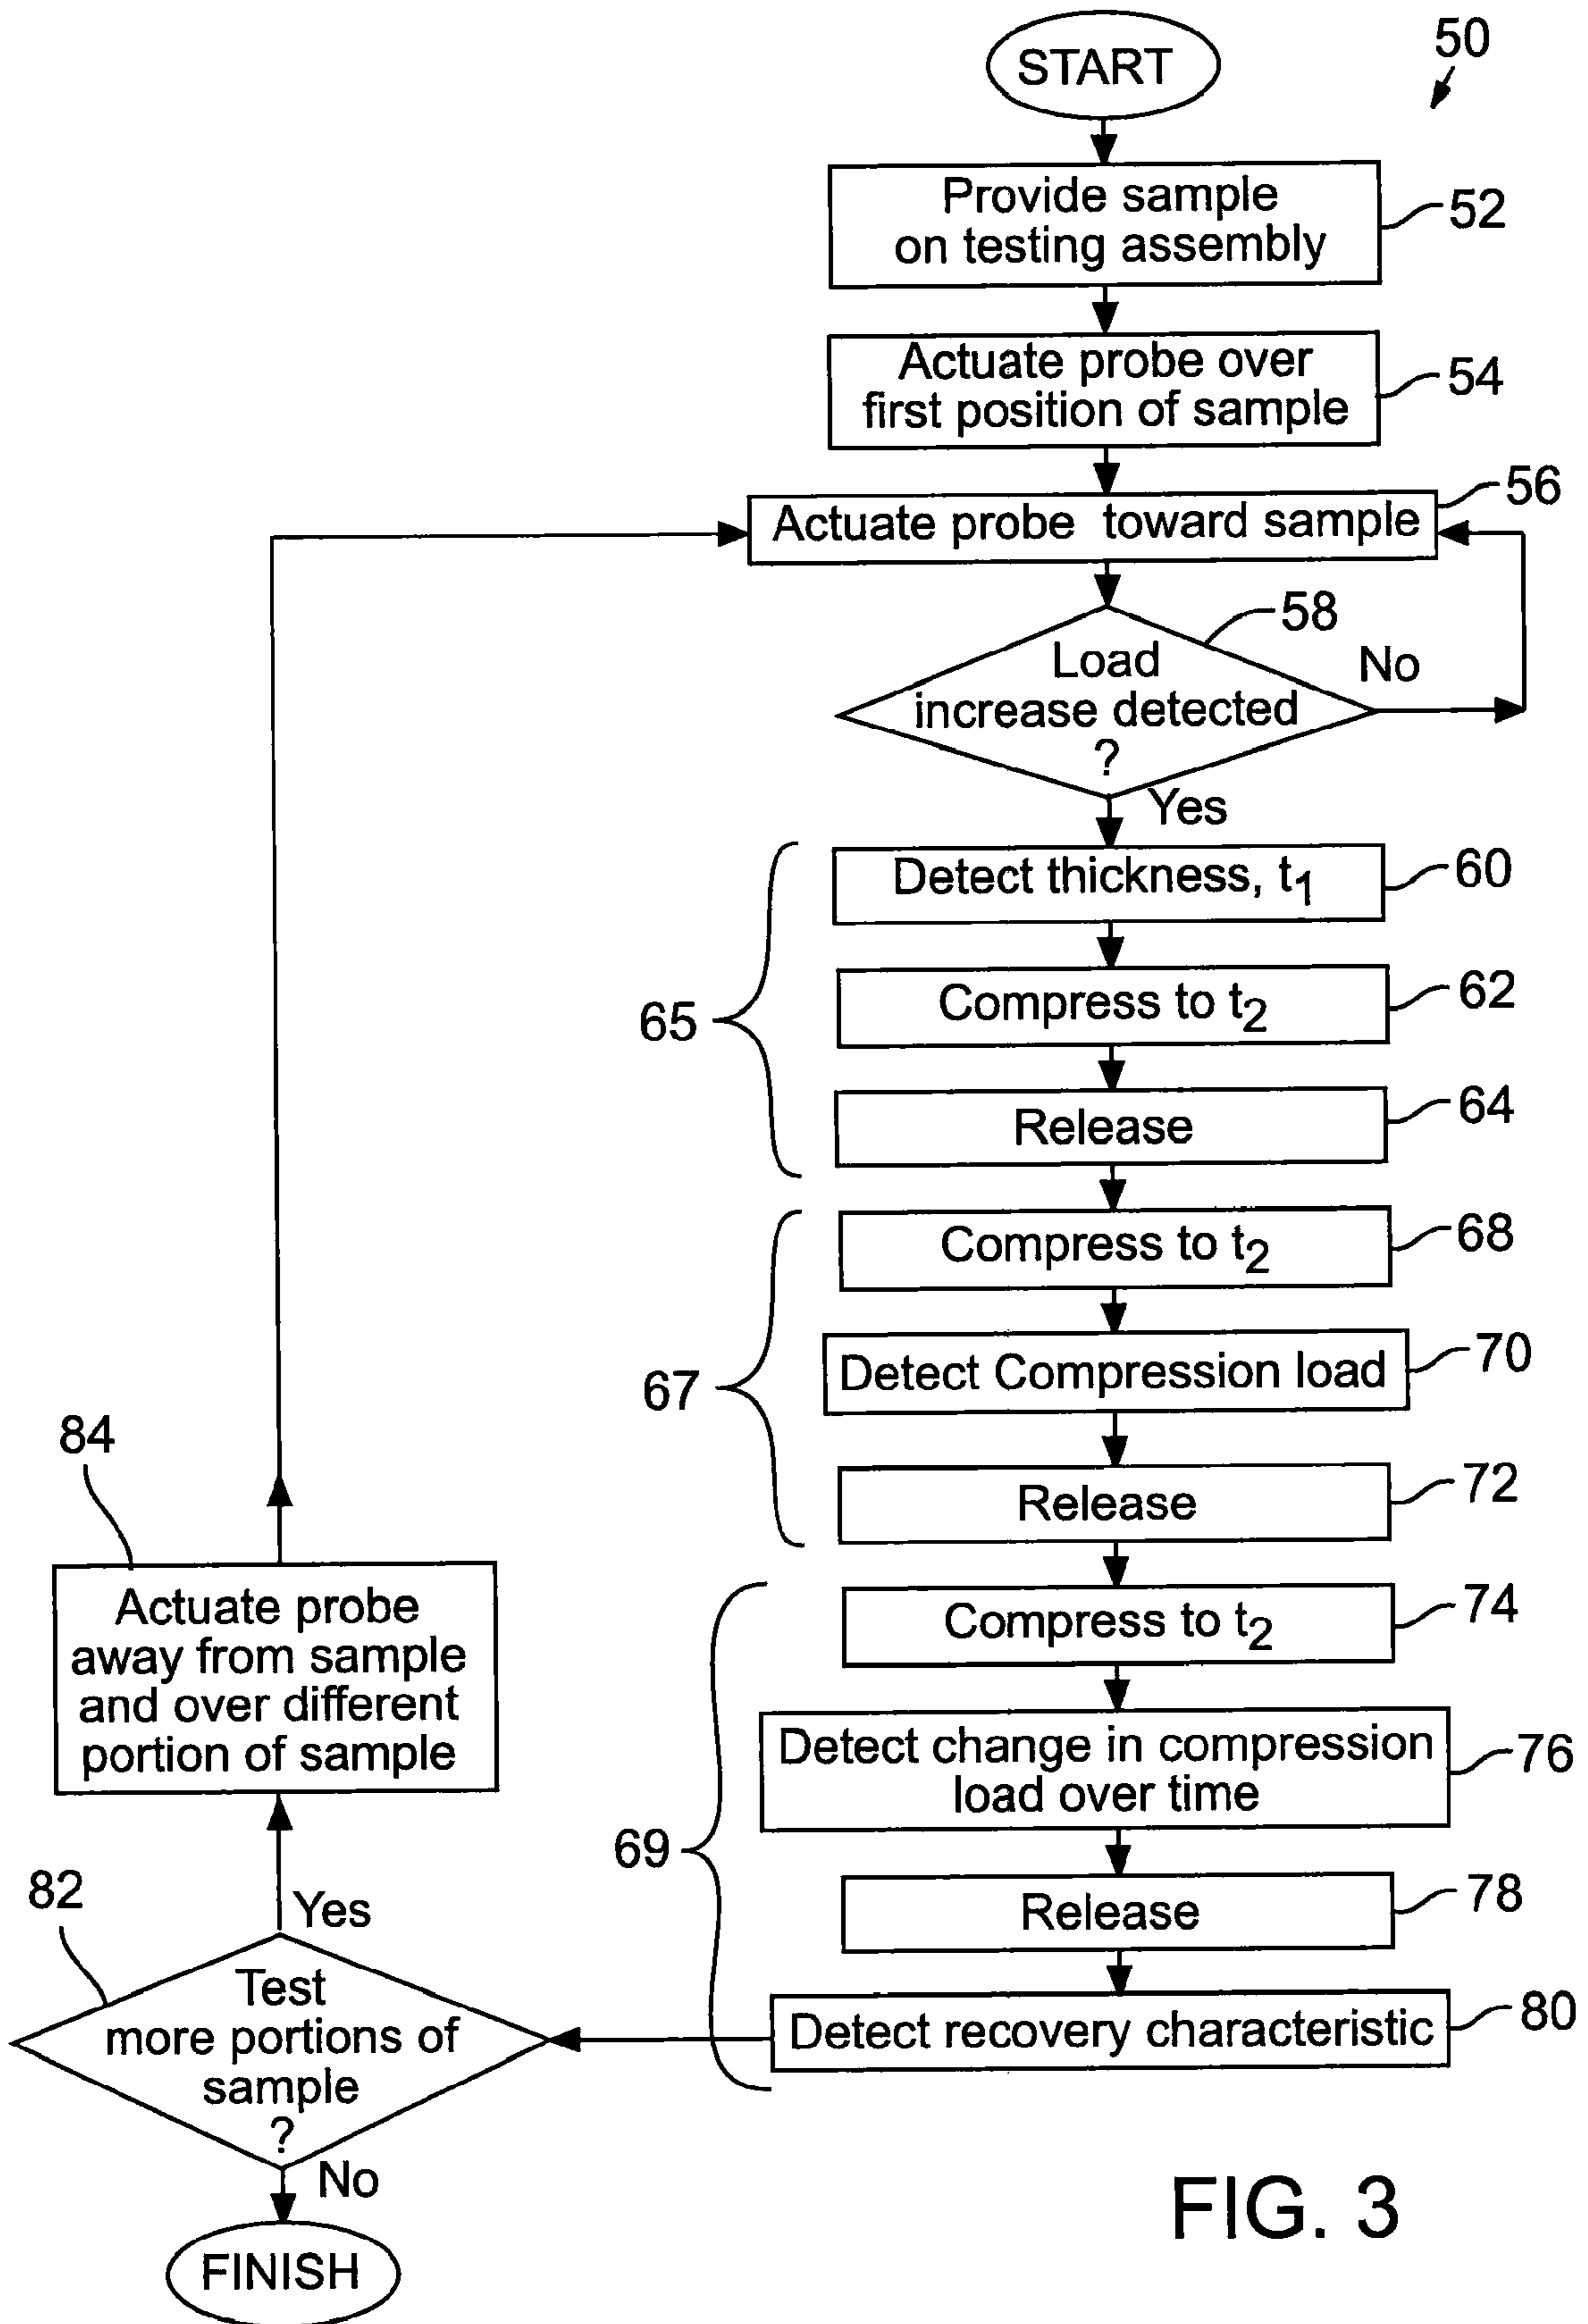 START
50
Provide sample
on testing assembly
52
Actuate probe over
first position of sample
54
Actuate probe toward sample
56
Load
increase detected
?
58
No
Yes
Detect thickness, t1
60
Compress to t2
62
Release
64
65
Compress to t2
68
Detect Compression load
70
Release
72
67
Compress to t2
74
Detect change in compression
load over time
76
Release
78
Detect recovery characteristic
80
69
Test
more portions of
sample
?
82
Yes
Actuate probe
away from sample
and over different
portion of sample
84
No
FINISH
FIG. 3